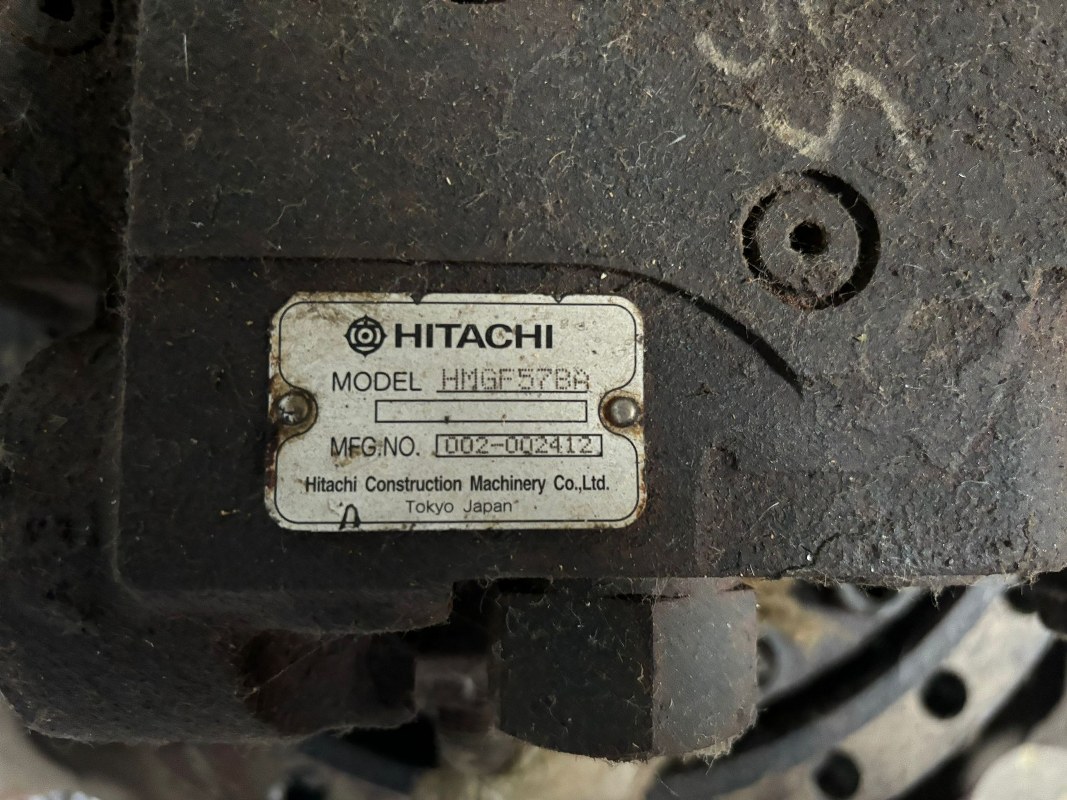 HITACHI
MODEL HMGF57BA
MFG.NO. 002-002412
Hitachi Construction Machinery Co.,Ltd.
Tokyo Japan